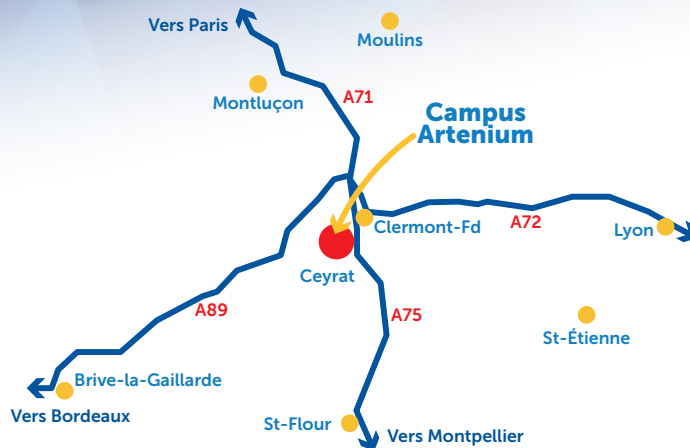 Vers Paris
Moulins
Montluçon
A71
Campus
Artenium
Clermont-Fd
A72
Lyon
Ceyrat
A89
A75
St-Étienne
Brive-la-Gaillarde
Vers Bordeaux
St-Flour
Vers Montpellier